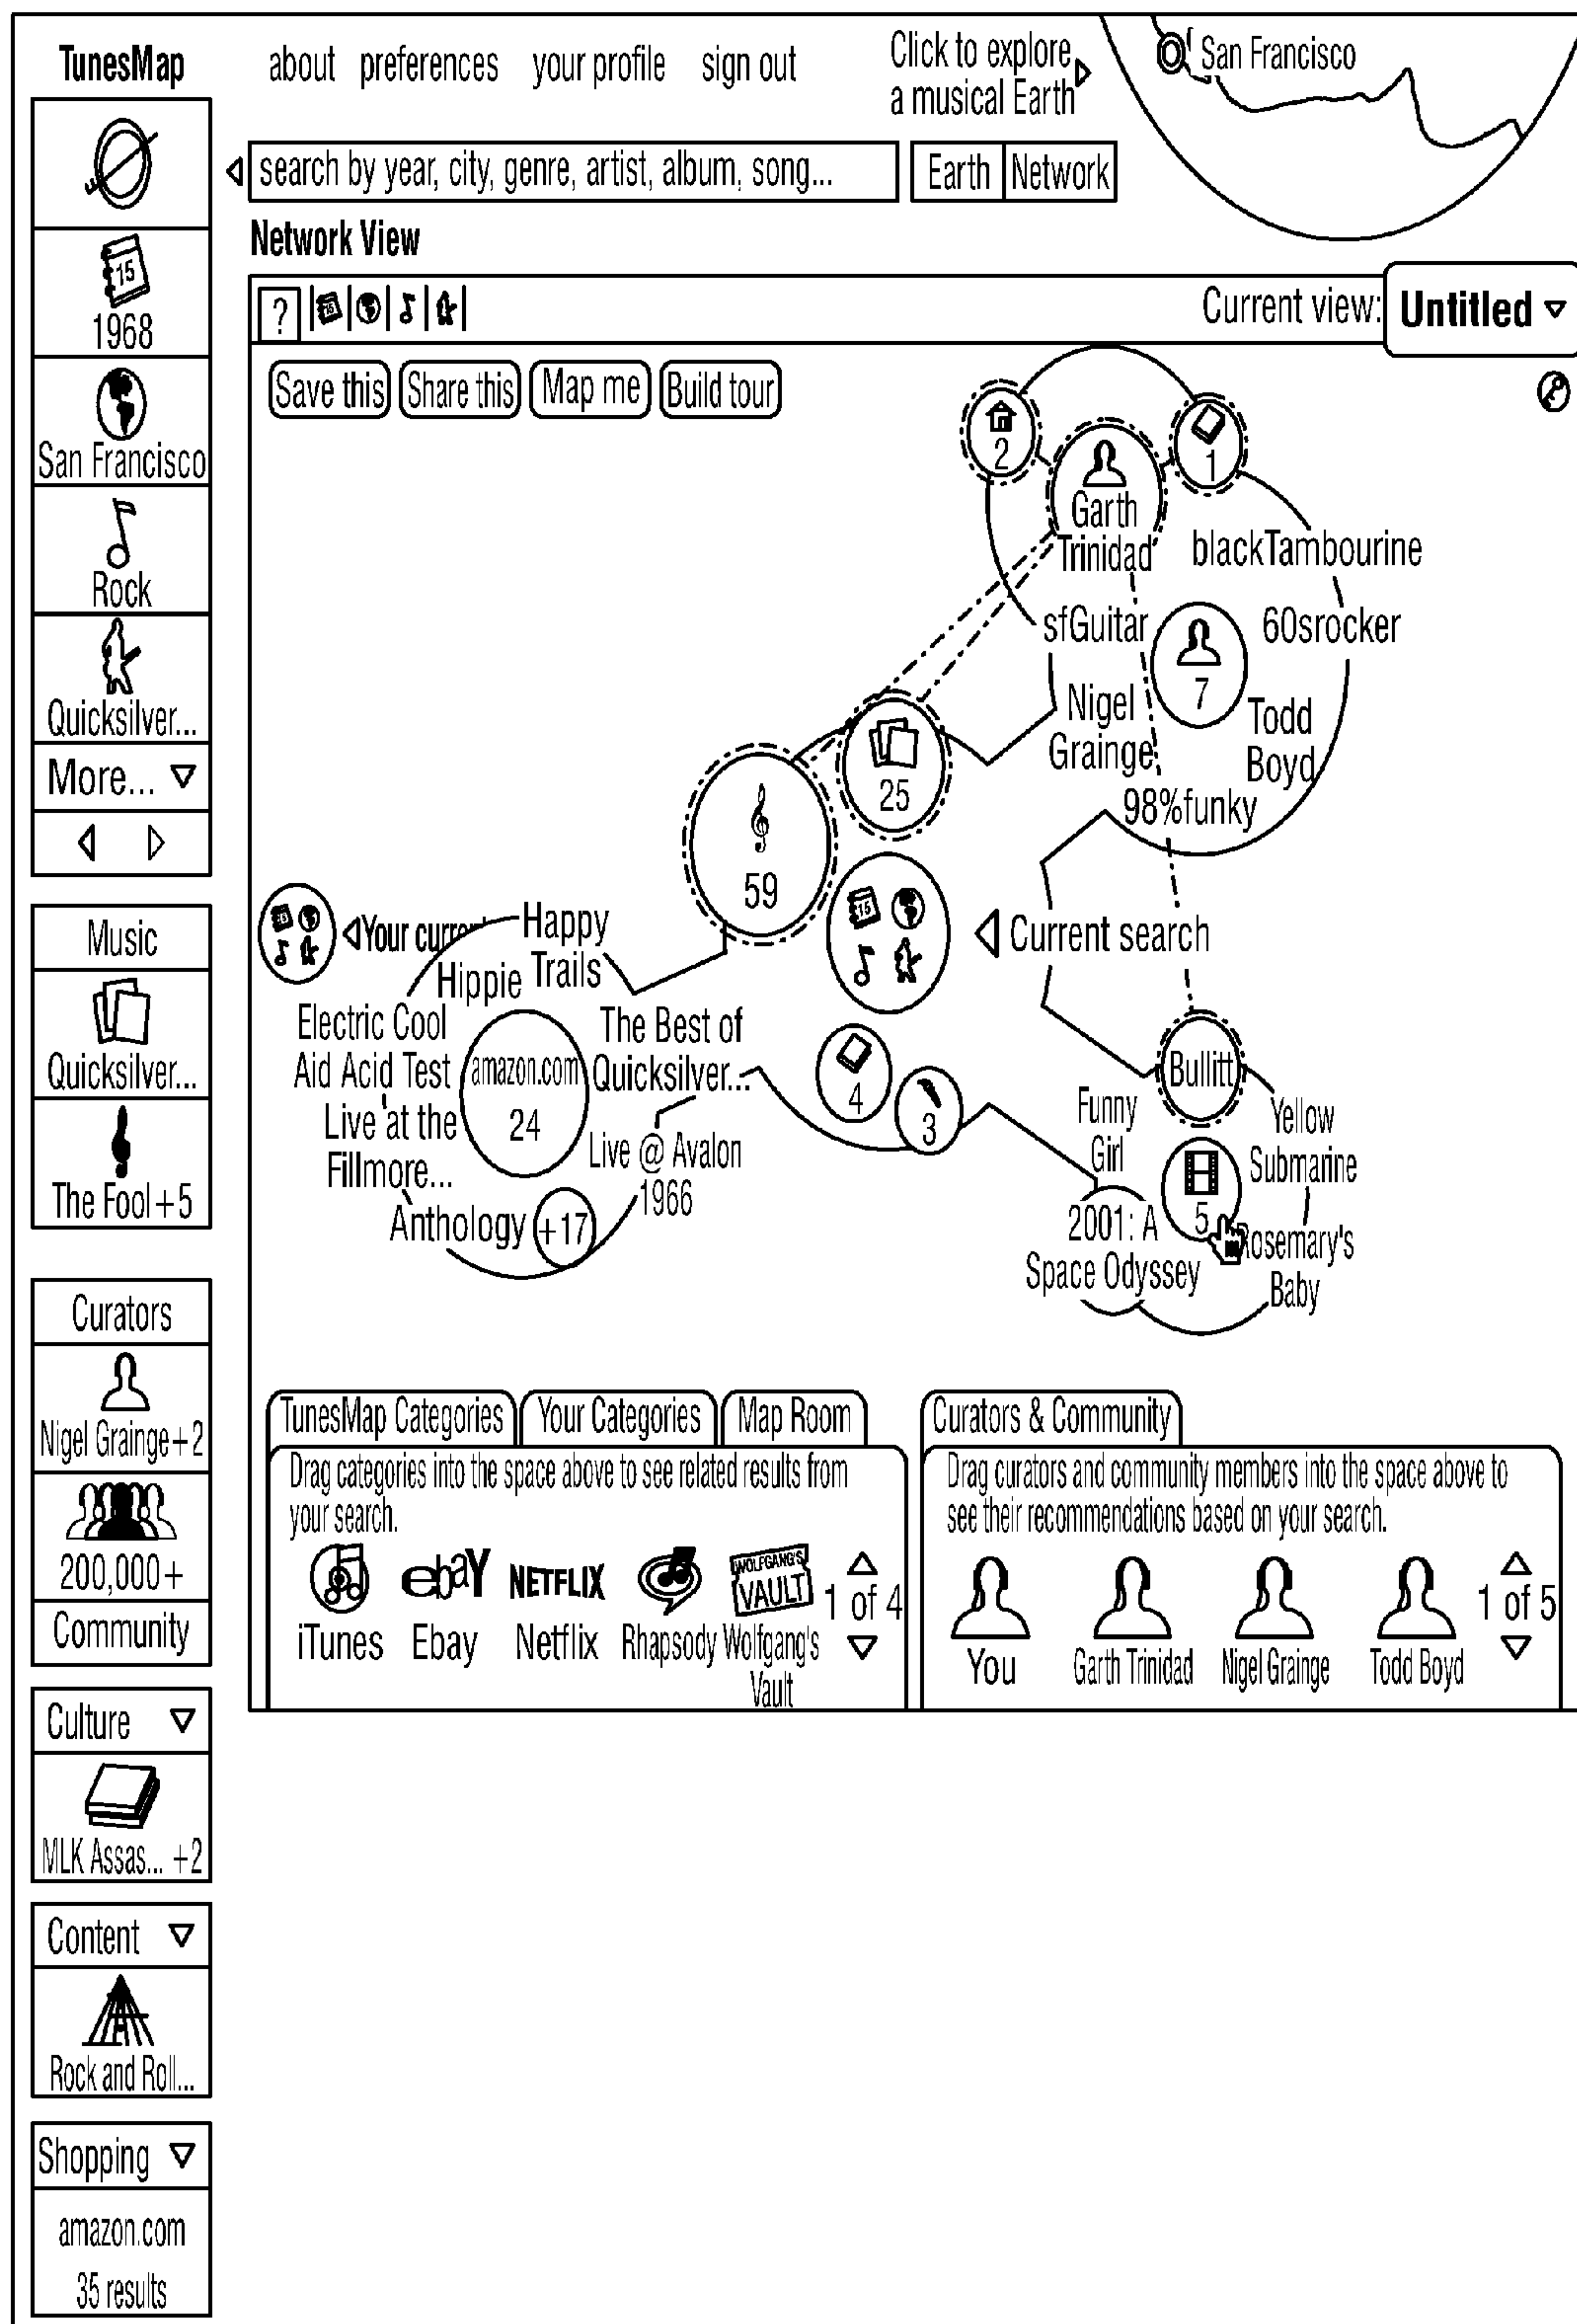 TunesMap
about preferences your profile sign out
Click to explore
a musical Earth
San Francisco
search by year, city, genre, artist, album, song...
Earth
Network
Network View
15
1968
San Francisco
Rock
Quicksilver...
More...
?
15
Current view:
Untitled
Save this
Share this
Map me
Build tour
2
1
Garth
Trinidad
blackTambourine
sfGuitar
60srocker
7
Nigel
Grainge
Todd
Boyd
98%funky
25
59
15
Current search
15
Your curren
Happy
Trails
Hippie
Electric Cool
Aid Acid Test
amazon.com
24
The Best of
Quicksilver...
Live at the
Fillmore...
Live @ Avalon
1966
Anthology
+17
4
3
Bullitt
Funny
Girl
Yellow
Submarine
5
2001: A
Space Odyssey
Rosemary's
Baby
Music
Quicksilver...
The Fool+5
Curators
Nigel Grainge+2
200,000+
Community
Culture
MLK Assas... +2
Content
Rock and Roll...
Shopping
amazon.com
35 results
TunesMap Categories
Your Categories
Map Room
Drag categories into the space above to see related results from
your search.
ebaY
NETFLIX
WOLFGANG'S
VAULT
1 of 4
iTunes
Ebay
Netflix
Rhapsody
Wolfgang's
Vault
Curators & Community
Drag curators and community members into the space above to
see their recommendations based on your search.
1 of 5
You
Garth Trinidad
Nigel Grainge
Todd Boyd